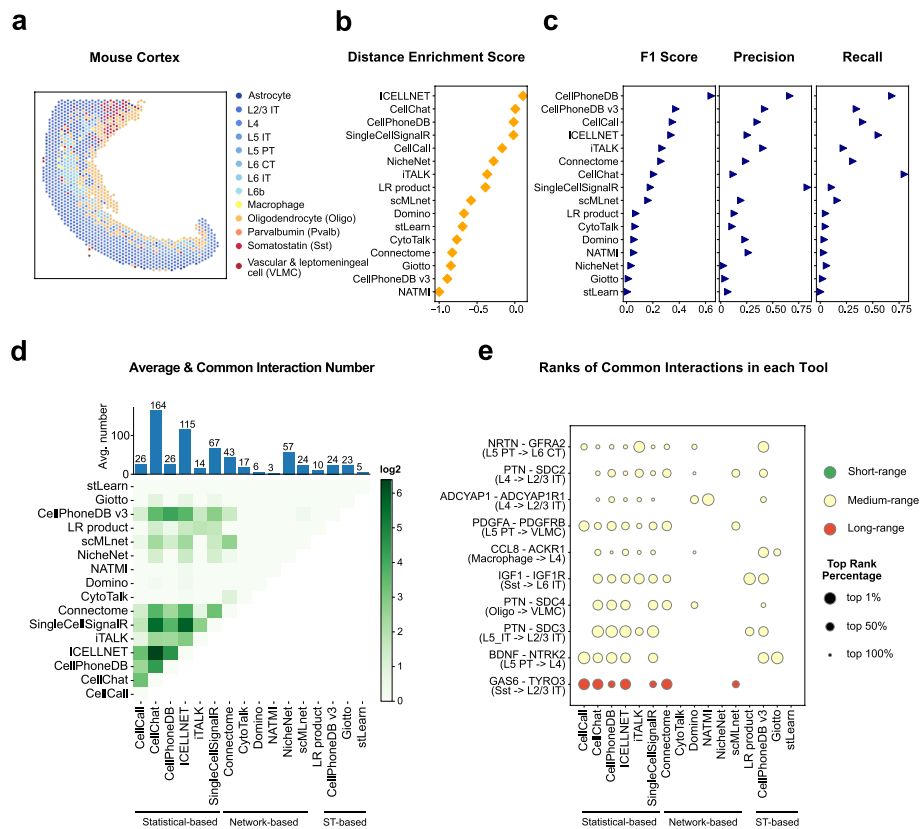 a
Mouse Cortex
Astrocyte
L2/3 IT
L4
L5 IT
L5 PT
L6 CT
L6 IT
L6b
Macrophage
Oligodendrocyte (Oligo)
Parvalbumin (Pvalb)
Somatostatin (Sst)
Vascular & leptomeningeal
cell (VLMC)
b
Distance Enrichment Score
ICELLNET
CellChat
CellPhoneDB
SingleCellSignalR
CellCall
NicheNet
iTALK
LR product
scMLnet
Domino
stLearn
CytoTalk
Connectome
Giotto
CellPhoneDB v3
NATMI
−1.0 −0.5 0.0
c
F1 Score Precision Recall
CellPhoneDB
CellPhoneDB v3
CellCall
ICELLNET
iTALK
Connectome
CellChat
SingleCellSignalR
scMLnet
LR product
CytoTalk
Domino
NATMI
NicheNet
Giotto
stLearn
0.0 0.2 0.4 0.6 0.00 0.25 0.50 0.75 0.00 0.25 0.50 0.75
d
Average & Common Interaction Number
Avg. number
100
0
26 164 26 115 14 67 43 17 6 3 57 24 10 24 23 5
stLearn
Giotto
CellPhoneDB v3
LR product
scMLnet
NicheNet
NATMI
Domino
CytoTalk
Connectome
SingleCellSignalR
iTALK
ICELLNET
CellPhoneDB
CellChat
CellCall
log2
6
5
4
3
2
1
0
CellCall
CellChat
CellPhoneDB
ICELLNET
iTALK
SingleCellSignalR
Connectome
CytoTalk
Domino
NATMI
NicheNet
scMLnet
LR product
CellPhoneDB v3
Giotto
stLearn
Statistical-based Network-based ST-based
e
Ranks of Common Interactions in each Tool
NRTN - GFRA2
(L5 PT -> L6 CT)
PTN - SDC2
(L4 -> L2/3 IT)
ADCYAP1 - ADCYAP1R1
(L4 -> L2/3 IT)
PDGFA - PDGFRB
(L5 PT -> VLMC)
CCL8 - ACKR1
(Macrophage -> L4)
IGF1 - IGF1R
(Sst -> L6 IT)
PTN - SDC4
(Oligo -> VLMC)
PTN - SDC3
(L5_IT -> L2/3 IT)
BDNF - NTRK2
(L5 PT -> L4)
GAS6 - TYRO3
(Sst -> L2/3 IT)
Short-range
Medium-range
Long-range
Top Rank
Percentage
top 1%
top 50%
top 100%
CellCall
CellChat
CellPhoneDB
ICELLNET
iTALK
SingleCellSignalR
Connectome
CytoTalk
Domino
NATMI
NicheNet
scMLnet
LR product
CellPhoneDB v3
Giotto
stLearn
Statistical-based Network-based ST-based